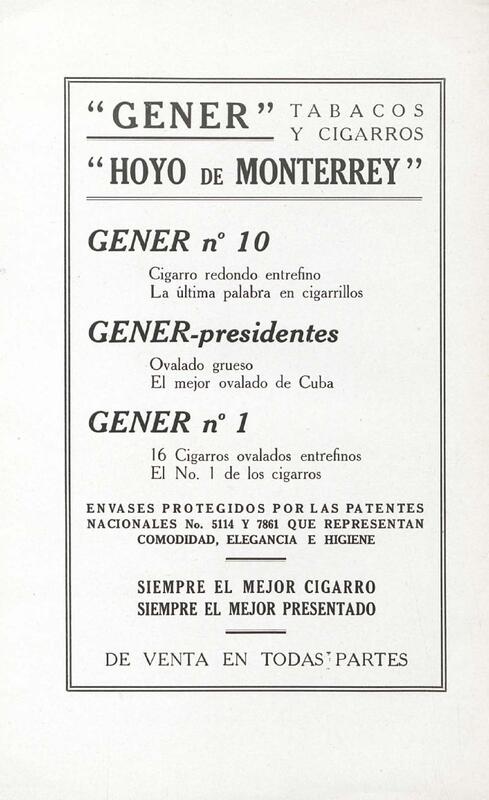 "GENER" TABACOS
Y CIGARROS
"HOYO DE MONTERREY"
GENER nº 10
Cigarro redondo entrefino
La última palabra en cigarrillos
GENER-presidentes
Ovalado grueso
El mejor ovalado de Cuba
GENER nº 1
16 Cigarros ovalados entrefinos
El No. 1 de los cigarros
ENVASES PROTEGIDOS POR LAS PATENTES
NACIONALES No. 5114 Y 7861 QUE REPRESENTAN
COMODIDAD, ELEGANCIA E HIGIENE
SIEMPRE EL MEJOR CIGARRO
SIEMPRE EL MEJOR PRESENTADO
DE VENTA EN TODAS PARTES